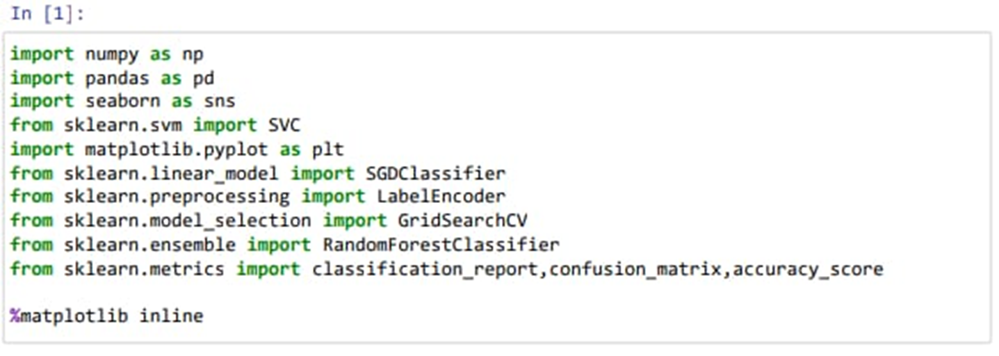 In [1]:
import numpy as np
import pandas as pd
import seaborn as sns
from sklearn.svm import SVC
import matplotlib.pyplot as plt
from sklearn.linear_model import SGDClassifier
from sklearn.preprocessing import LabelEncoder
from sklearn.model_selection import GridSearchCV
from sklearn.ensemble import RandomForestClassifier
from sklearn.metrics import classification_report,confusion_matrix,accuracy_score
%matplotlib inline